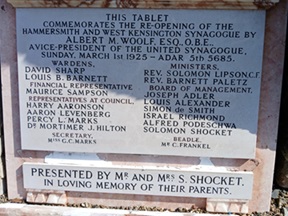 THIS TABLET
COMMEMORATES THE RE-OPENING OF THE
HAMMERSMITH AND WEST KENSINGTON SYNAGOGUE BY
ALBERT M. WOOLF, ESQ., O.B.E.,
A VICE-PRESIDENT OF THE UNITED SYNAGOGUE,
SUNDAY, MARCH 1st 1925 - ADAR 5th 5685.
WARDENS,
DAVID SHARP
LOUIS B. BARNETT
FINANCIAL REPRESENTATIVE
MAURICE SAMPSON
REPRESENTATIVES AT COUNCIL,
HARRY AARONSON
AARON LEVENBERG
PERCY L. MARKS
Dr MORTIMER J. HILTON
SECRETARY,
MISS C.C. MARKS
MINISTERS,
REV. SOLOMON LIPSON, C.F.
REV. BARNETT PALETZ
BOARD OF MANAGEMENT,
JOSEPH ADLER
LOUIS ALEXANDER
SIMON de SMITH
ISRAEL RICHMOND
ALFRED PODESCHWA
SOLOMON SHOCKET
BEADLE,
Mr C. FRANKEL
PRESENTED BY Mr AND Mrs S. SHOCKET,
IN LOVING MEMORY OF THEIR PARENTS.